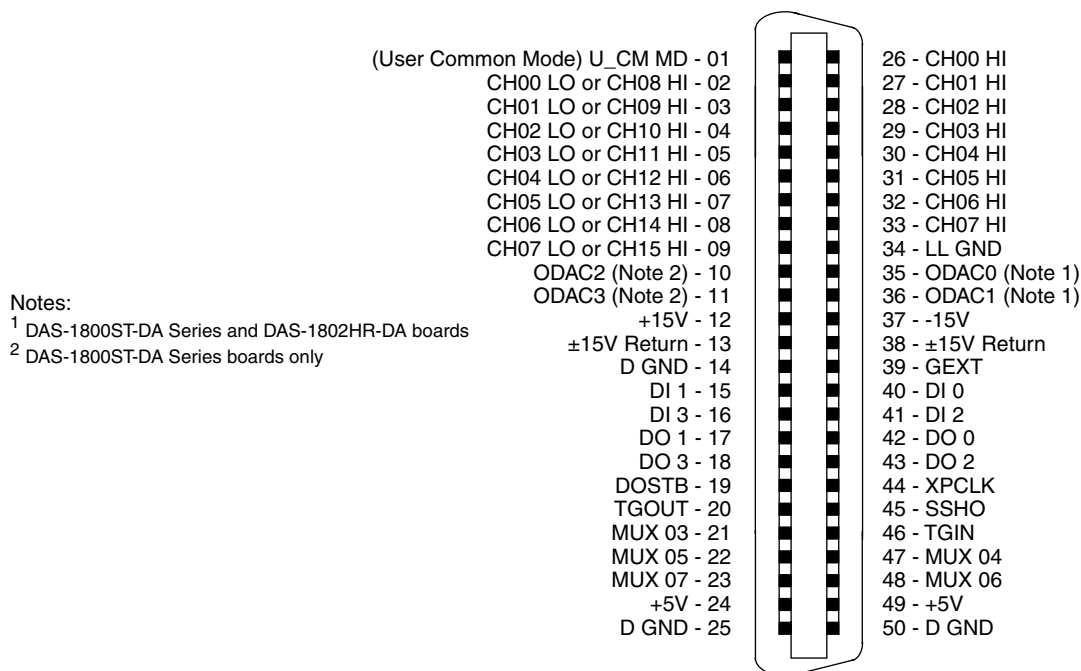 (User Common Mode) U_CM MD - 01
CH00 LO or CH08 HI - 02
CH01 LO or CH09 HI - 03
CH02 LO or CH10 HI - 04
CH03 LO or CH11 HI - 05
CH04 LO or CH12 HI - 06
CH05 LO or CH13 HI - 07
CH06 LO or CH14 HI - 08
CH07 LO or CH15 HI - 09
ODAC2 (Note 2) - 10
ODAC3 (Note 2) - 11
+15V - 12
±15V Return - 13
D GND - 14
DI 1 - 15
DI 3 - 16
DO 1 - 17
DO 3 - 18
DOSTB - 19
TGOUT - 20
MUX 03 - 21
MUX 05 - 22
MUX 07 - 23
+5V - 24
D GND - 25
26 - CH00 HI
27 - CH01 HI
28 - CH02 HI
29 - CH03 HI
30 - CH04 HI
31 - CH05 HI
32 - CH06 HI
33 - CH07 HI
34 - LL GND
35 - ODAC0 (Note 1)
36 - ODAC1 (Note 1)
37 - -15V
38 - ±15V Return
39 - GEXT
40 - DI 0
41 - DI 2
42 - DO 0
43 - DO 2
44 - XPCLK
45 - SSHO
46 - TGIN
47 - MUX 04
48 - MUX 06
49 - +5V
50 - D GND
Notes:
1 DAS-1800ST-DA Series and DAS-1802HR-DA boards
2 DAS-1800ST-DA Series boards only